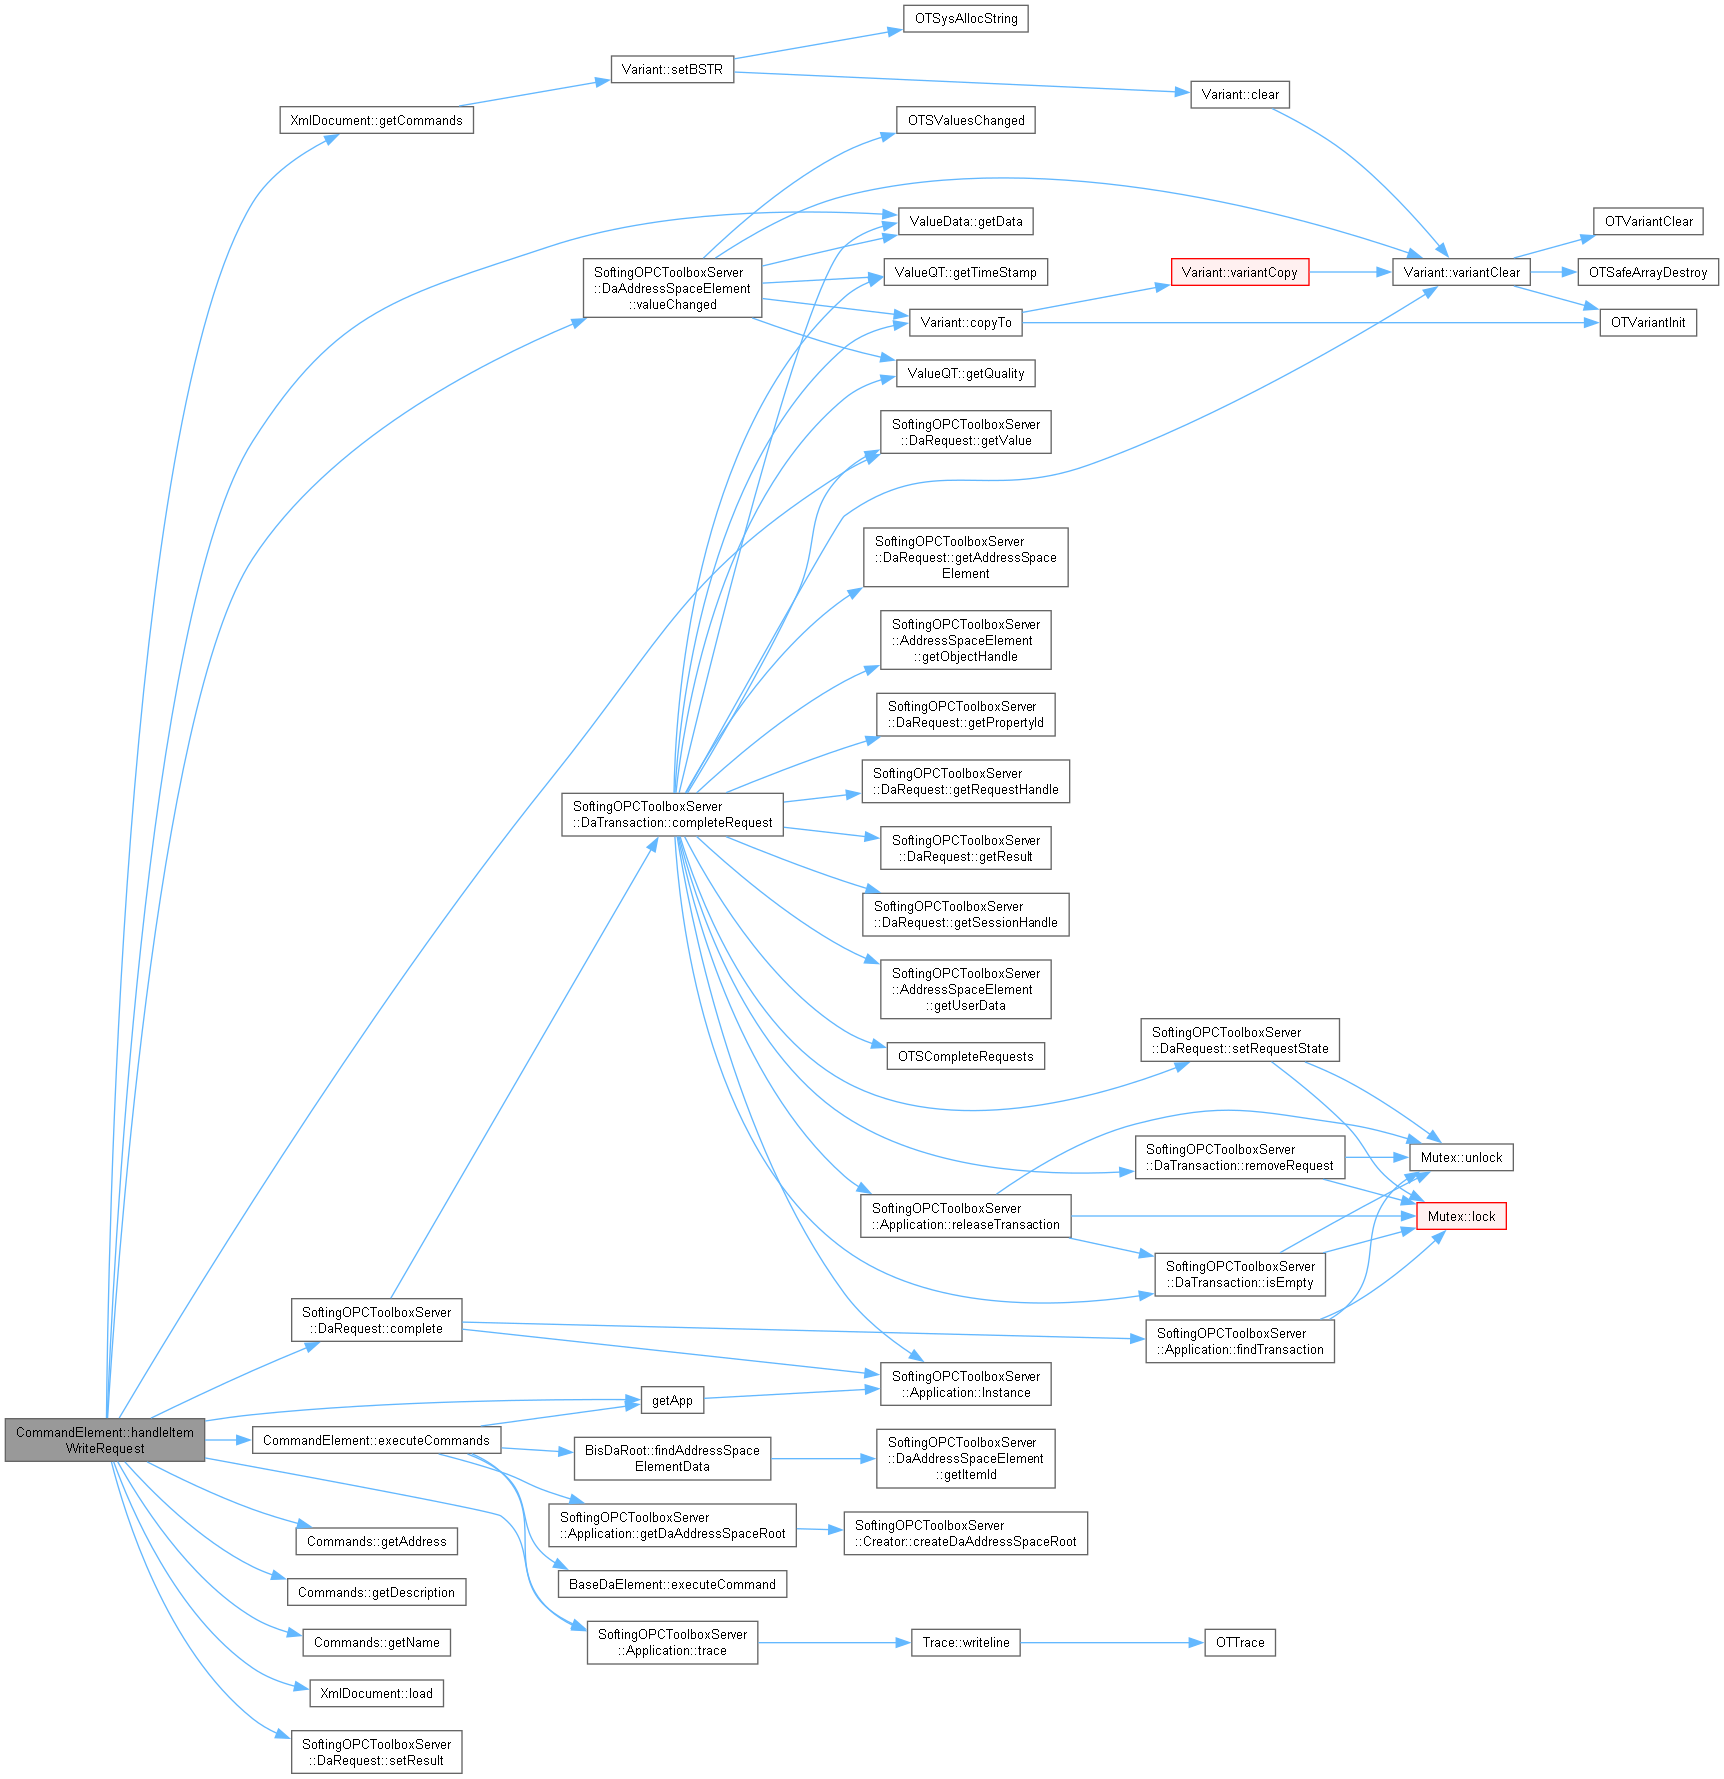 OTSysAllocString
Variant::setBSTR
Variant::clear
XmlDocument::getCommands
OTSValuesChanged
ValueData::getData
OTVariantClear
SoftingOPCToolboxServer
::DaAddressSpaceElement
::valueChanged
ValueQT::getTimeStamp
Variant::variantCopy
Variant::variantClear
OTSafeArrayDestroy
Variant::copyTo
OTVariantInit
ValueQT::getQuality
SoftingOPCToolboxServer
::DaRequest::getValue
SoftingOPCToolboxServer
::DaRequest::getAddressSpace
Element
SoftingOPCToolboxServer
::AddressSpaceElement
::getObjectHandle
SoftingOPCToolboxServer
::DaRequest::getPropertyId
SoftingOPCToolboxServer
::DaRequest::getRequestHandle
SoftingOPCToolboxServer
::DaTransaction::completeRequest
SoftingOPCToolboxServer
::DaRequest::getResult
SoftingOPCToolboxServer
::DaRequest::getSessionHandle
SoftingOPCToolboxServer
::AddressSpaceElement
::getUserData
OTSCompleteRequests
SoftingOPCToolboxServer
::DaRequest::setRequestState
SoftingOPCToolboxServer
::DaTransaction::removeRequest
Mutex::unlock
SoftingOPCToolboxServer
::Application::releaseTransaction
Mutex::lock
SoftingOPCToolboxServer
::DaTransaction::isEmpty
SoftingOPCToolboxServer
::DaRequest::complete
SoftingOPCToolboxServer
::Application::findTransaction
SoftingOPCToolboxServer
::Application::Instance
getApp
CommandElement::handleItem
WriteRequest
CommandElement::executeCommands
BisDaRoot::findAddressSpace
ElementData
SoftingOPCToolboxServer
::DaAddressSpaceElement
::getItemId
SoftingOPCToolboxServer
::Application::getDaAddressSpaceRoot
SoftingOPCToolboxServer
::Creator::createDaAddressSpaceRoot
Commands::getAddress
BaseDaElement::executeCommand
Commands::getDescription
Commands::getName
SoftingOPCToolboxServer
::Application::trace
Trace::writeline
OTTrace
XmlDocument::load
SoftingOPCToolboxServer
::DaRequest::setResult